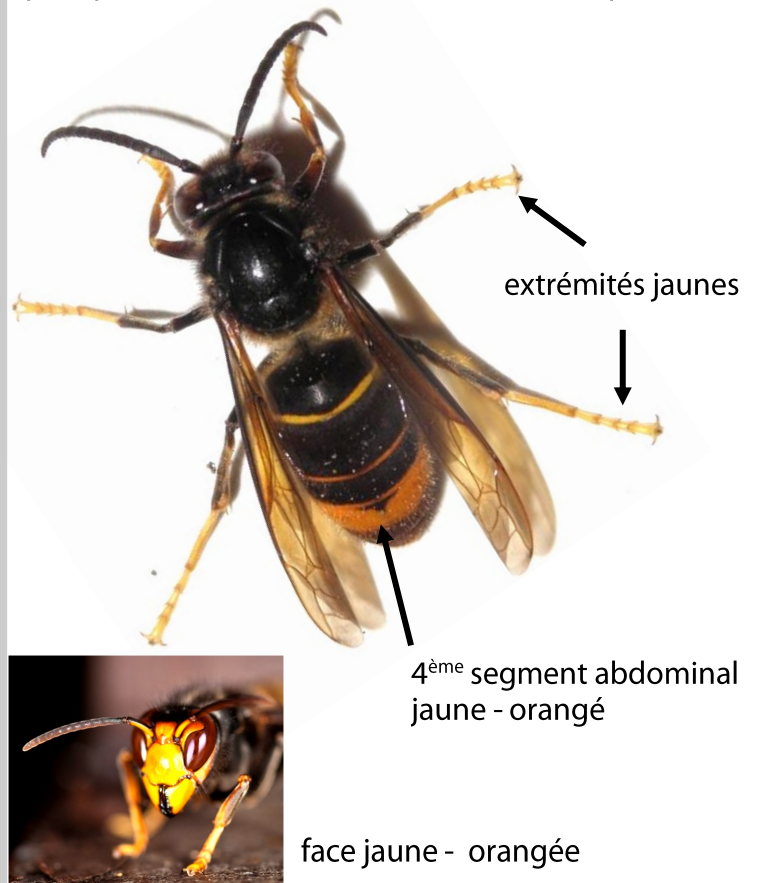 extrémités jaunes
4ème segment abdominal
jaune - orangé
face jaune - orangée